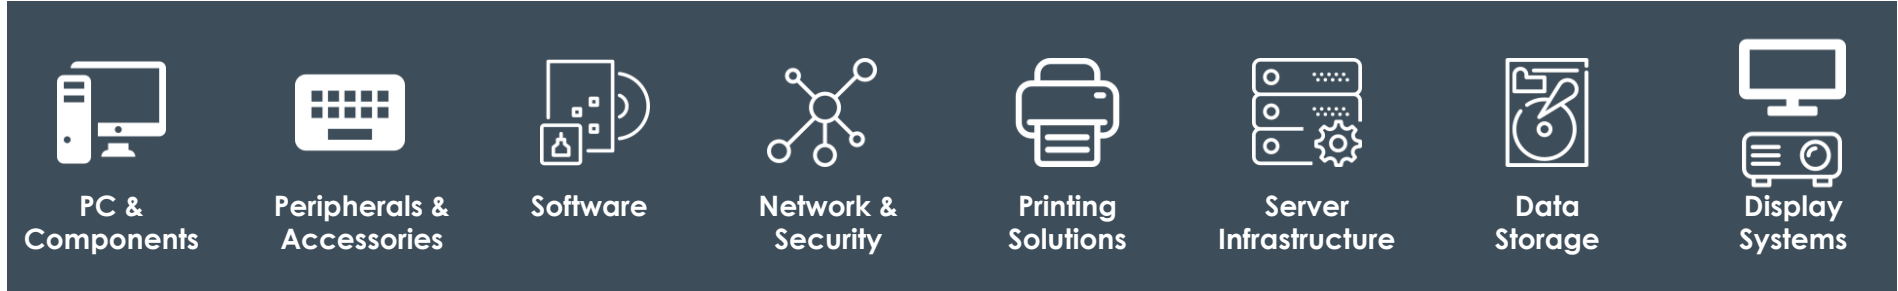 PC &
Components
Peripherals &
Accessories
Software
Network &
Security
Printing
Solutions
Server
Infrastructure
Data
Storage
Display
Systems